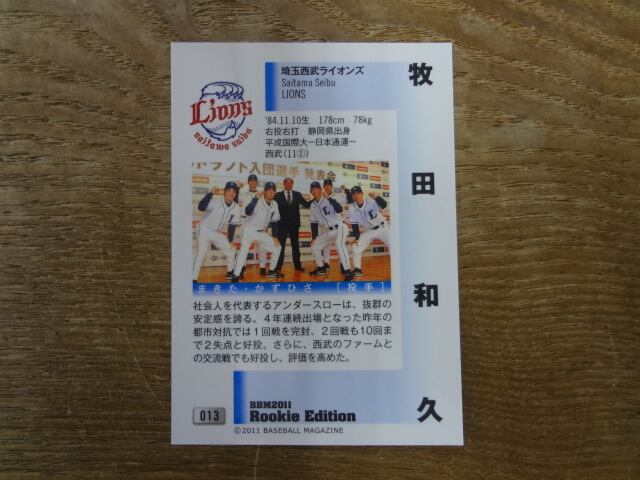 埼玉西武ライオンズ
Saitama Seibu
LIONS
Lions
saitama seibu
'84.11.10生 178cm 78kg
右投右打 静岡県出身
平成国際大ー日本通運ー
西武(11②)
ドラフト入団選手 発表会
まきた・かずひさ [投手]
社会人を代表するアンダースローは、抜群の
安定感を誇る。4年連続出場となった昨年の
都市対抗では1回戦を完封、2回戦も10回ま
で2失点と好投。さらに、西武のファームと
の交流戦でも好投し、評価を高めた。
牧田和久
013
BBM2011
Rookie Edition
©2011 BASEBALL MAGAZINE